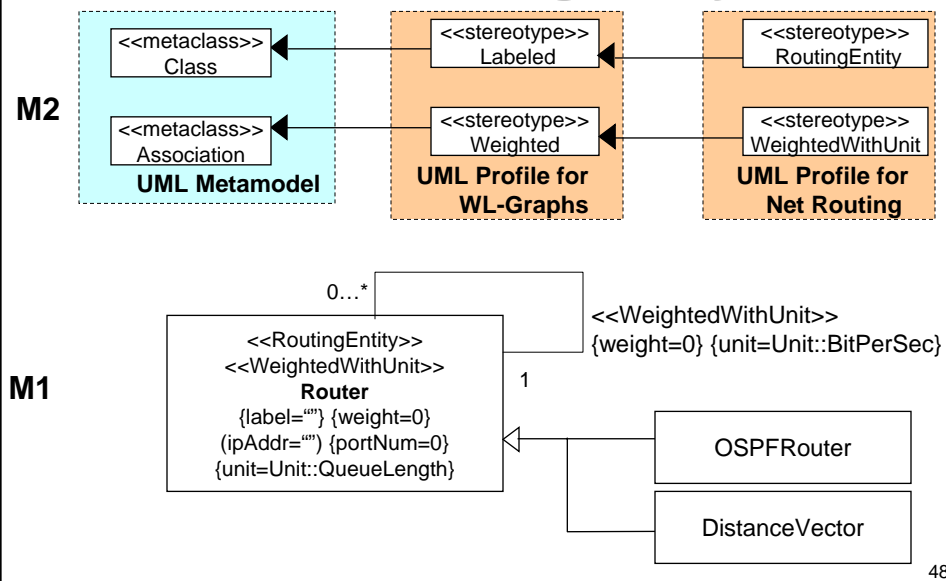 <<metaclass>>
Class
<<stereotype>>
Labeled
<<stereotype>>
RoutingEntity
M2
<<metaclass>>
Association
<<stereotype>>
Weighted
<<stereotype>>
WeightedWithUnit
UML Metamodel
UML Profile for
WL-Graphs
UML Profile for
Net Routing
0…*
<<WeightedWithUnit>>
{weight=0} {unit=Unit::BitPerSec}
M1
<<RoutingEntity>>
<<WeightedWithUnit>>
Router
{label=“”} {weight=0}
(ipAddr=“”) {portNum=0}
{unit=Unit::QueueLength}
1
OSPFRouter
DistanceVector
48